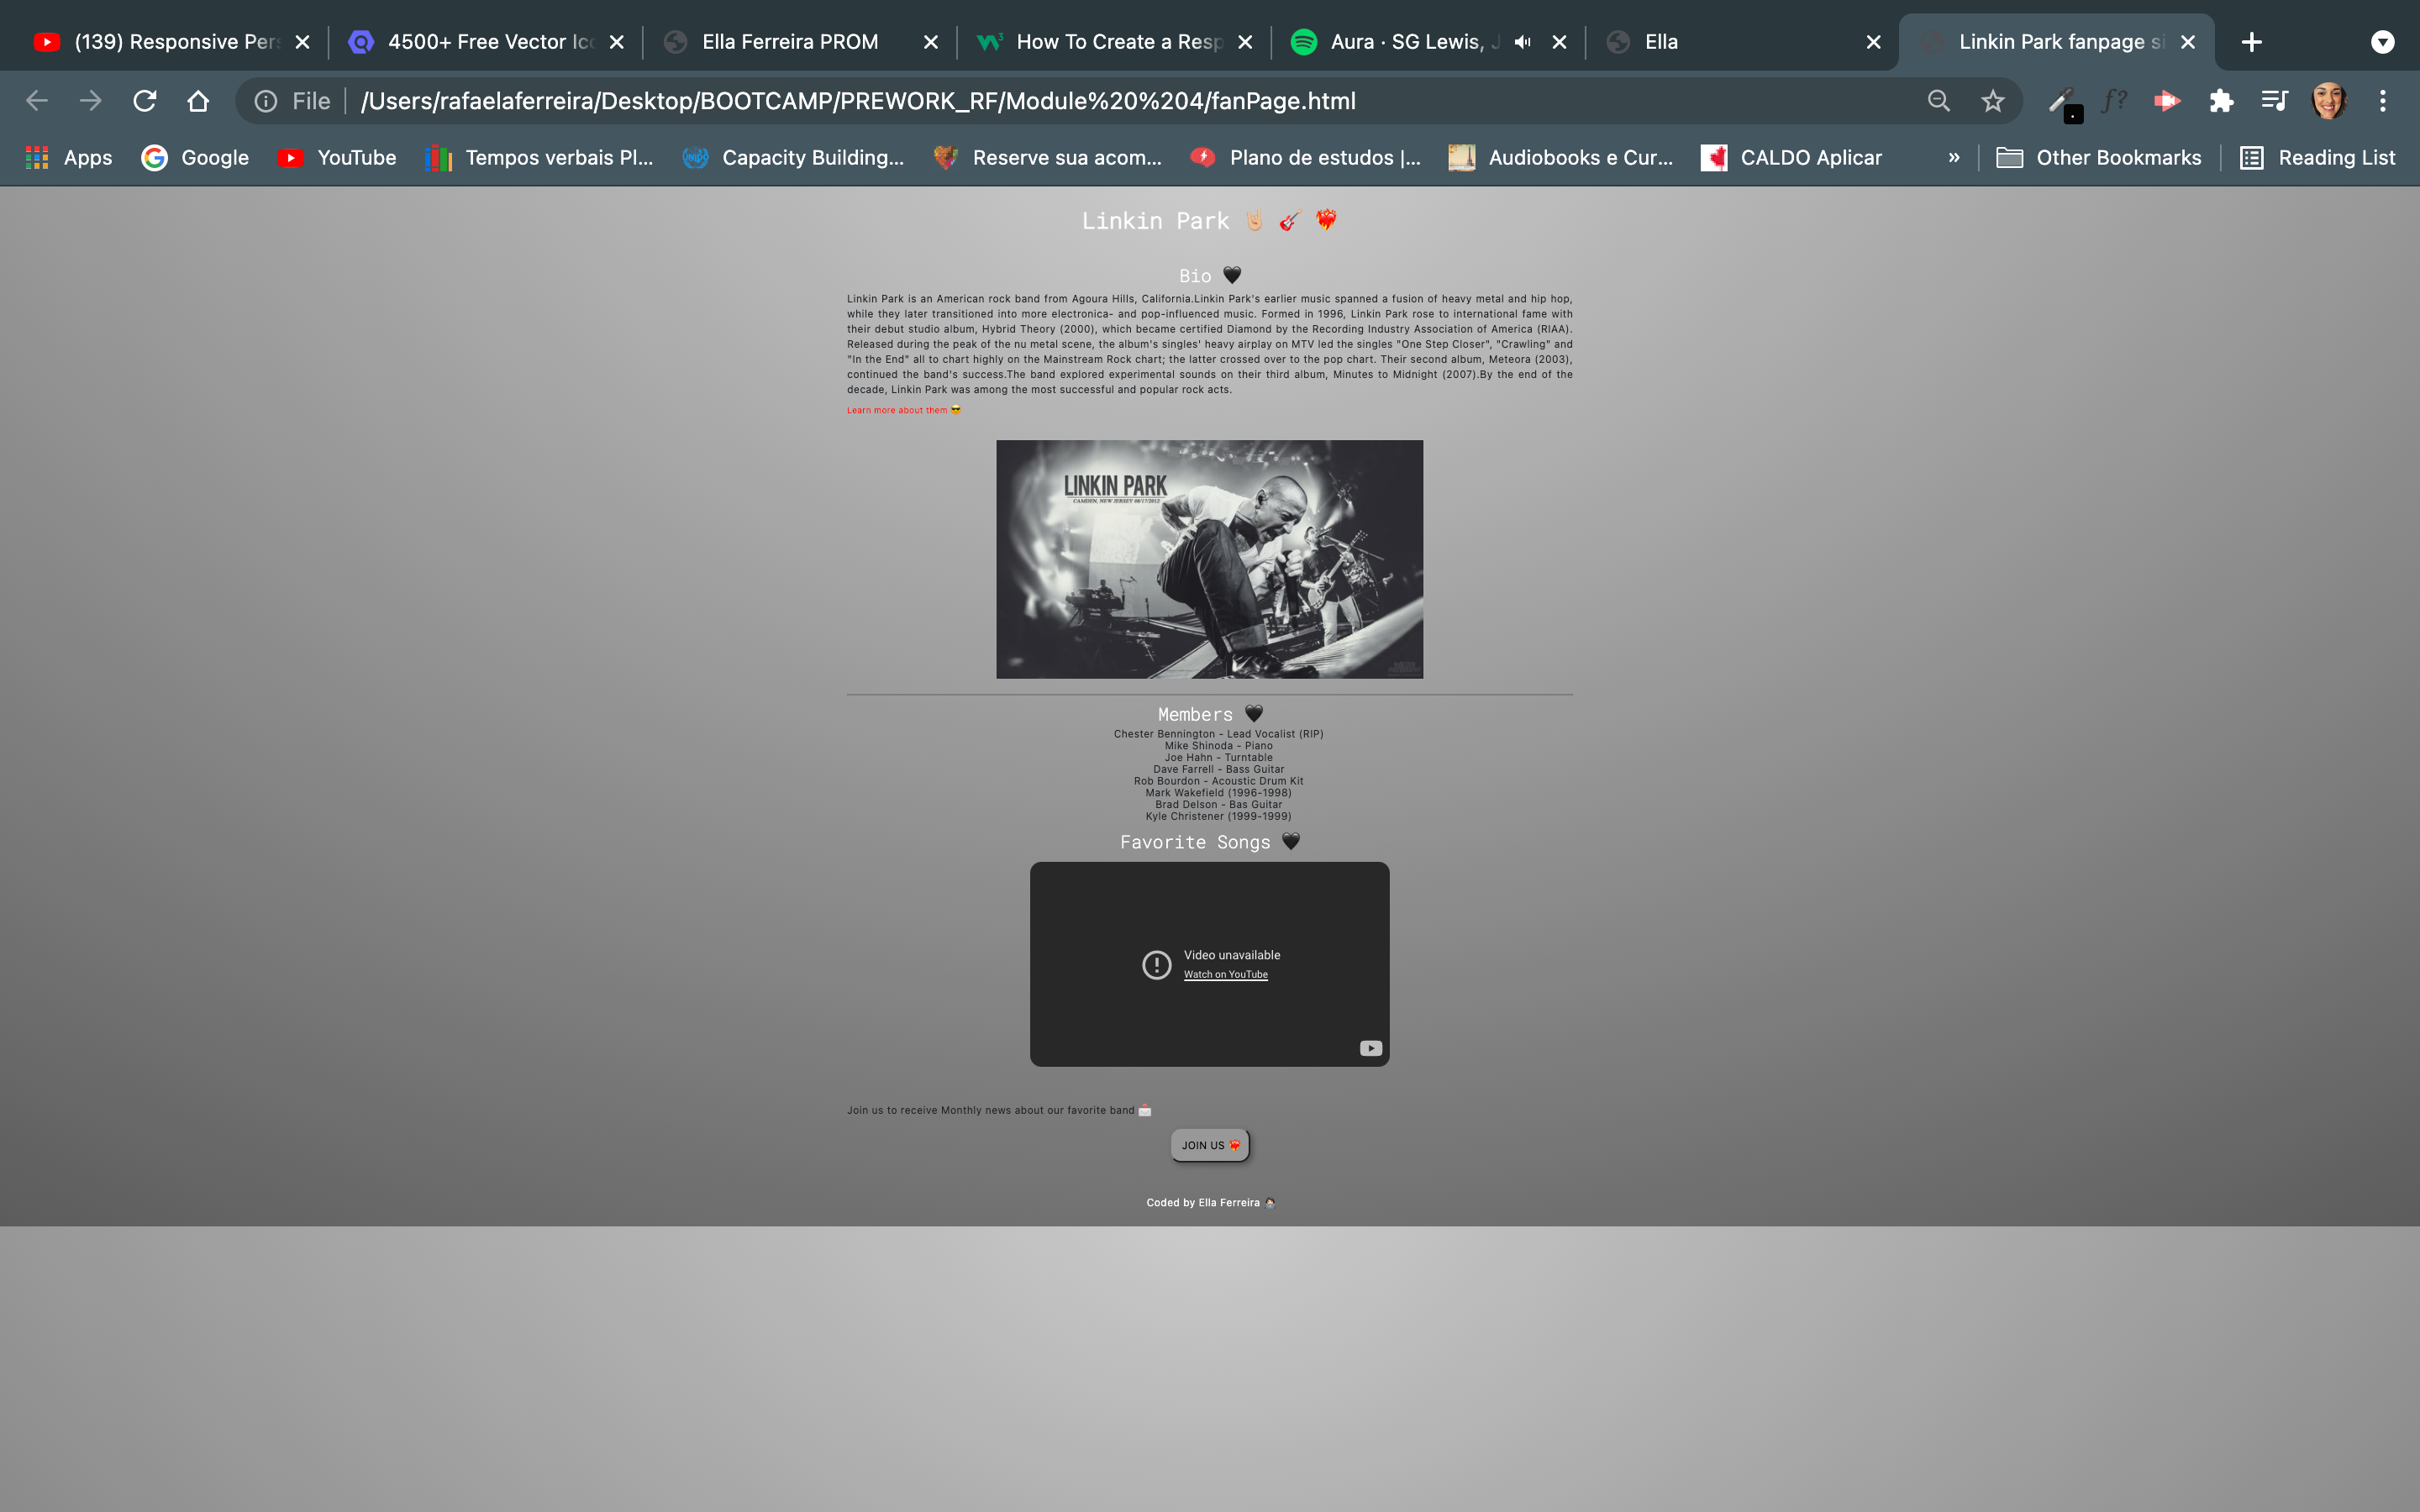 (139) Responsive Pers
4500+ Free Vector Ico
Ella Ferreira PROM
How To Create a Resp
Aura · SG Lewis, J
Ella
Linkin Park fanpage si
File
/Users/rafaelaferreira/Desktop/BOOTCAMP/PREWORK_RF/Module%20%204/fanPage.html
f?
Apps
Google
YouTube
Tempos verbais Pl...
Capacity Building...
Reserve sua acom...
Plano de estudos |...
Audiobooks e Cur...
CALDO Aplicar
»
Other Bookmarks
Reading List
Linkin Park 🤘🏼 🎸 ❤️‍🔥
Bio 🖤
Linkin Park is an American rock band from Agoura Hills, California.Linkin Park's earlier music spanned a fusion of heavy metal and hip hop,
while they later transitioned into more electronica- and pop-influenced music. Formed in 1996, Linkin Park rose to international fame with
their debut studio album, Hybrid Theory (2000), which became certified Diamond by the Recording Industry Association of America (RIAA).
Released during the peak of the nu metal scene, the album's singles' heavy airplay on MTV led the singles "One Step Closer", "Crawling" and
"In the End" all to chart highly on the Mainstream Rock chart; the latter crossed over to the pop chart. Their second album, Meteora (2003),
continued the band's success.The band explored experimental sounds on their third album, Minutes to Midnight (2007).By the end of the
decade, Linkin Park was among the most successful and popular rock acts.
Learn more about them 😎
LINKIN PARK
CAMDEN, NEW JERSEY 08/17/2012
Members 🖤
Chester Bennington - Lead Vocalist (RIP)
Mike Shinoda - Piano
Joe Hahn - Turntable
Dave Farrell - Bass Guitar
Rob Bourdon - Acoustic Drum Kit
Mark Wakefield (1996-1998)
Brad Delson - Bas Guitar
Kyle Christener (1999-1999)
Favorite Songs 🖤
Video unavailable
Watch on YouTube
Join us to receive Monthly news about our favorite band 📩
JOIN US ❤️‍🔥
Coded by Ella Ferreira 👩🏻‍💻